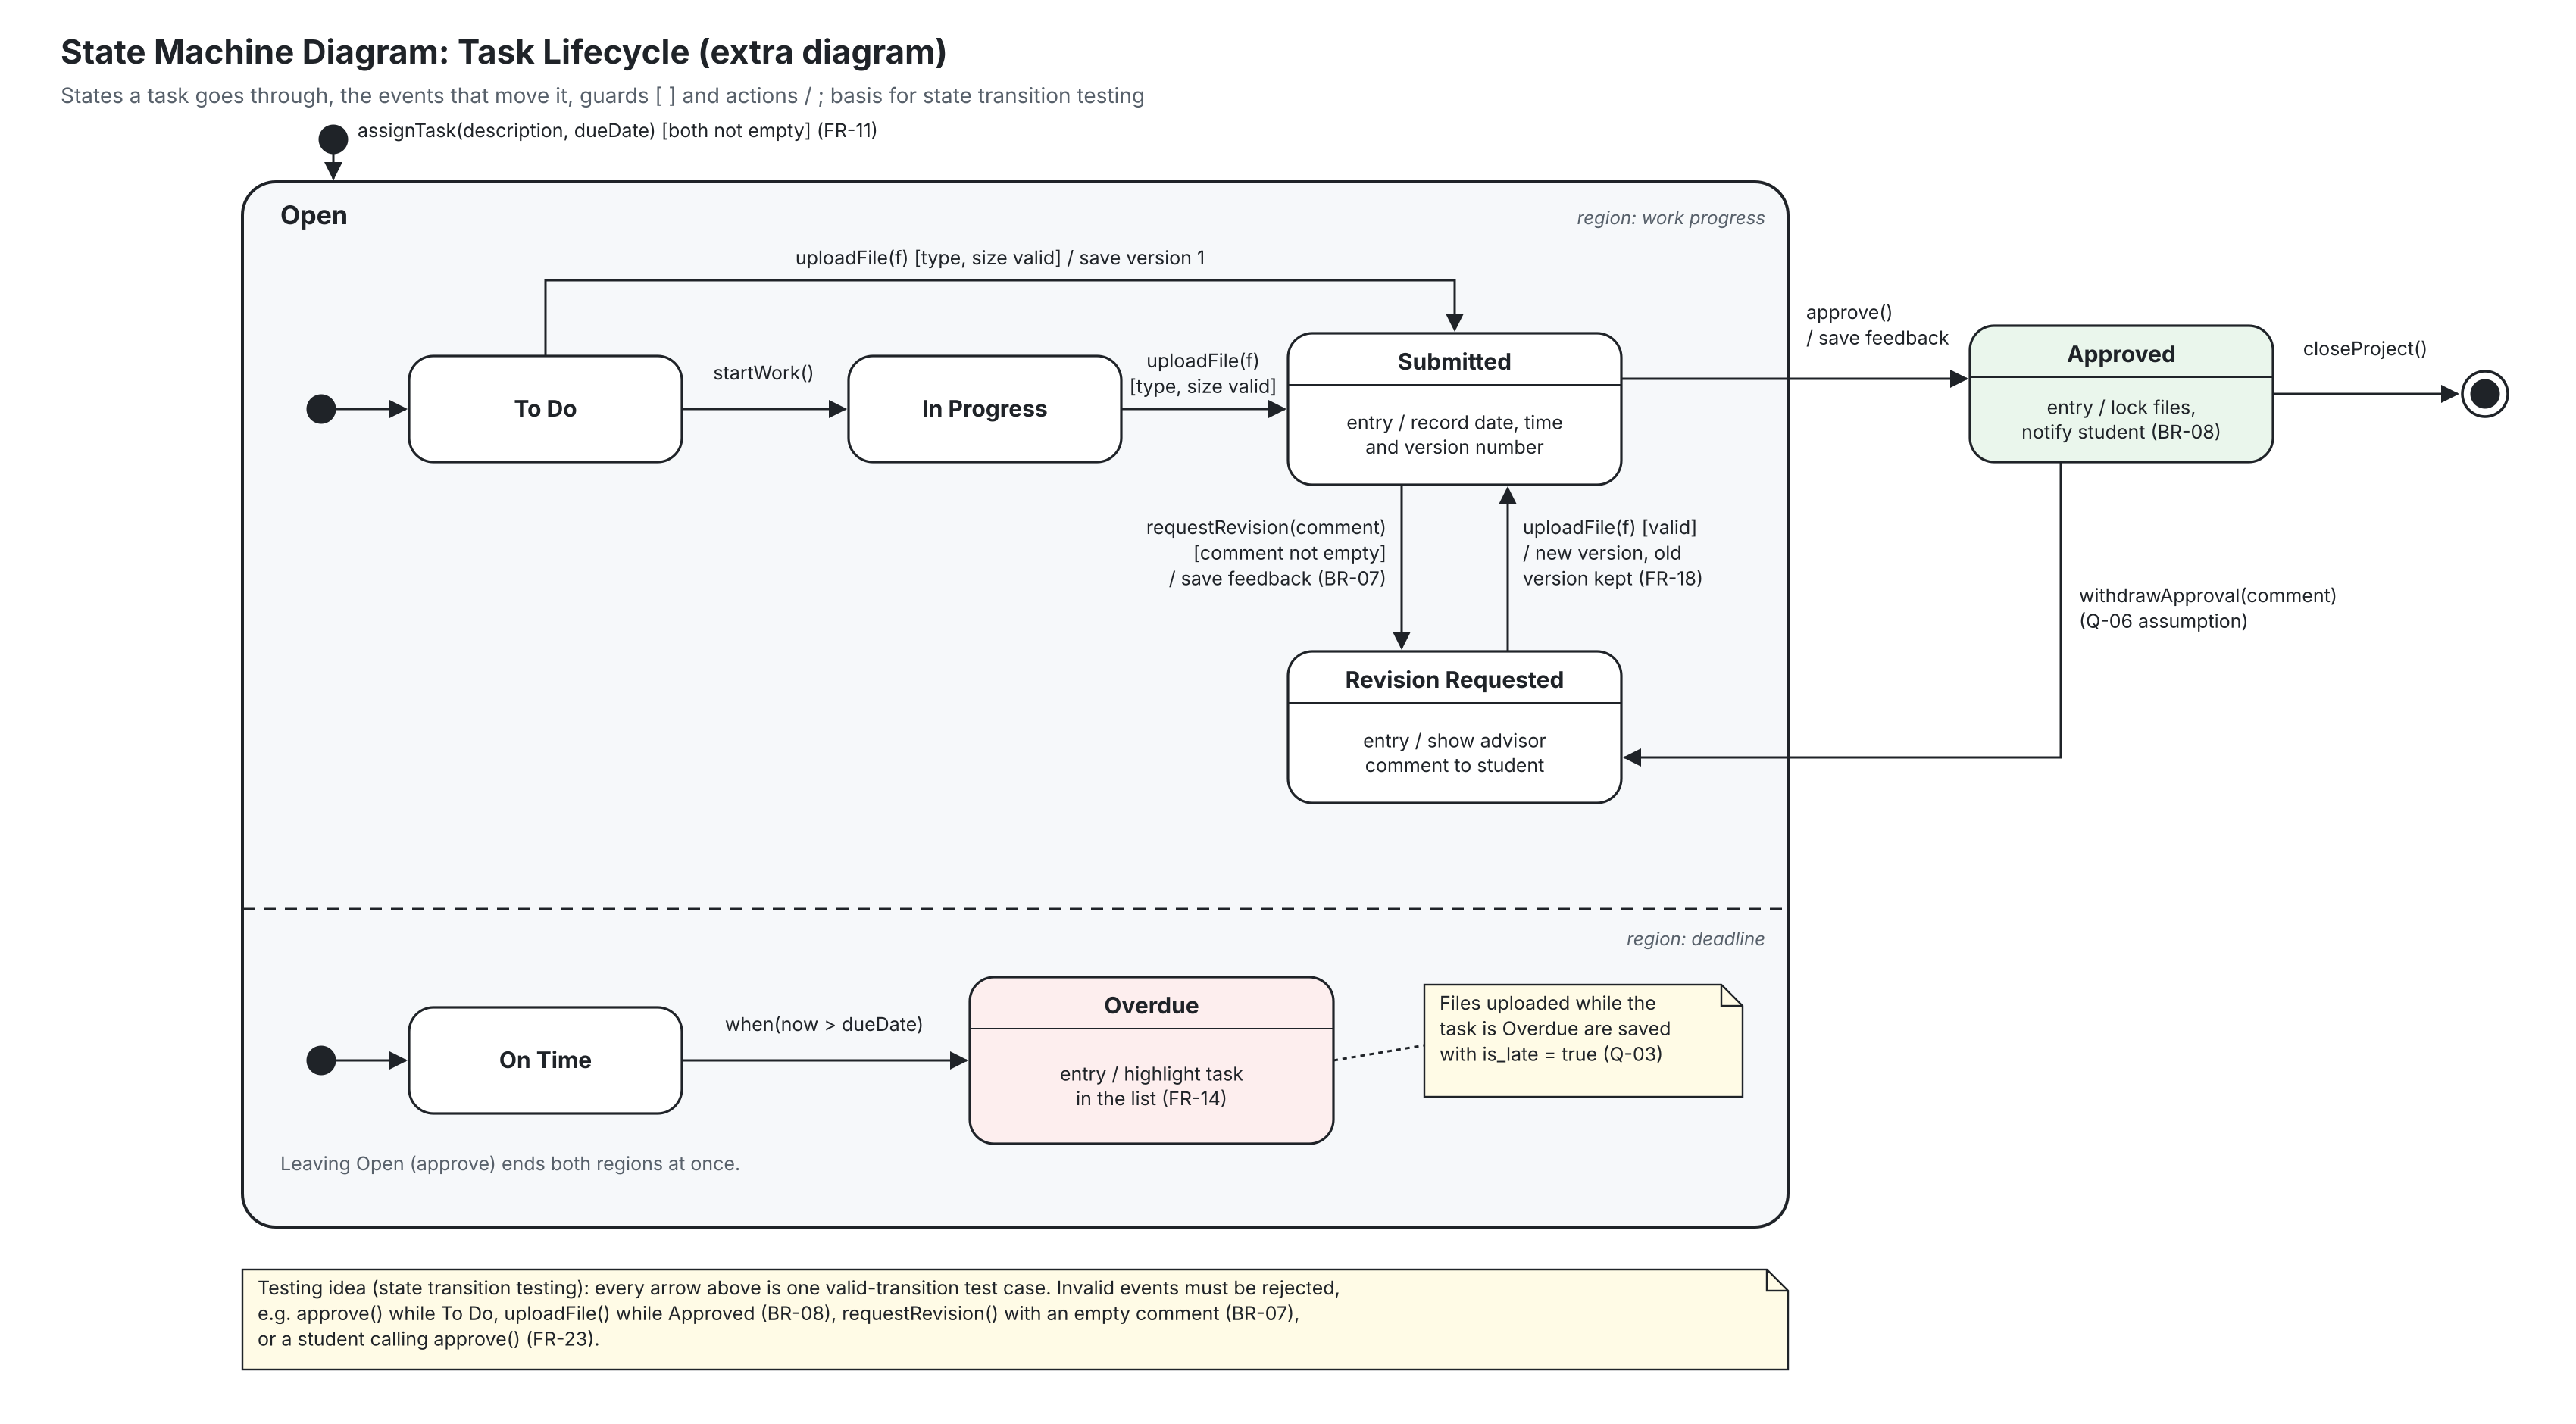 State Machine Diagram: Task Lifecycle (extra diagram)
States a task goes through, the events that move it, guards [ ] and actions / ; basis for state transition testing
assignTask(description, dueDate) [both not empty] (FR-11)
Open
region: work progress
uploadFile(f) [type, size valid] / save version 1
To Do
startWork()
In Progress
uploadFile(f)
[type, size valid]
Submitted
entry / record date, time
and version number
approve()
/ save feedback
Approved
entry / lock files,
notify student (BR-08)
closeProject()
requestRevision(comment)
[comment not empty]
/ save feedback (BR-07)
uploadFile(f) [valid]
/ new version, old
version kept (FR-18)
withdrawApproval(comment)
(Q-06 assumption)
Revision Requested
entry / show advisor
comment to student
region: deadline
On Time
when(now > dueDate)
Overdue
entry / highlight task
in the list (FR-14)
Files uploaded while the
task is Overdue are saved
with is_late = true (Q-03)
Leaving Open (approve) ends both regions at once.
Testing idea (state transition testing): every arrow above is one valid-transition test case. Invalid events must be rejected,
e.g. approve() while To Do, uploadFile() while Approved (BR-08), requestRevision() with an empty comment (BR-07),
or a student calling approve() (FR-23).